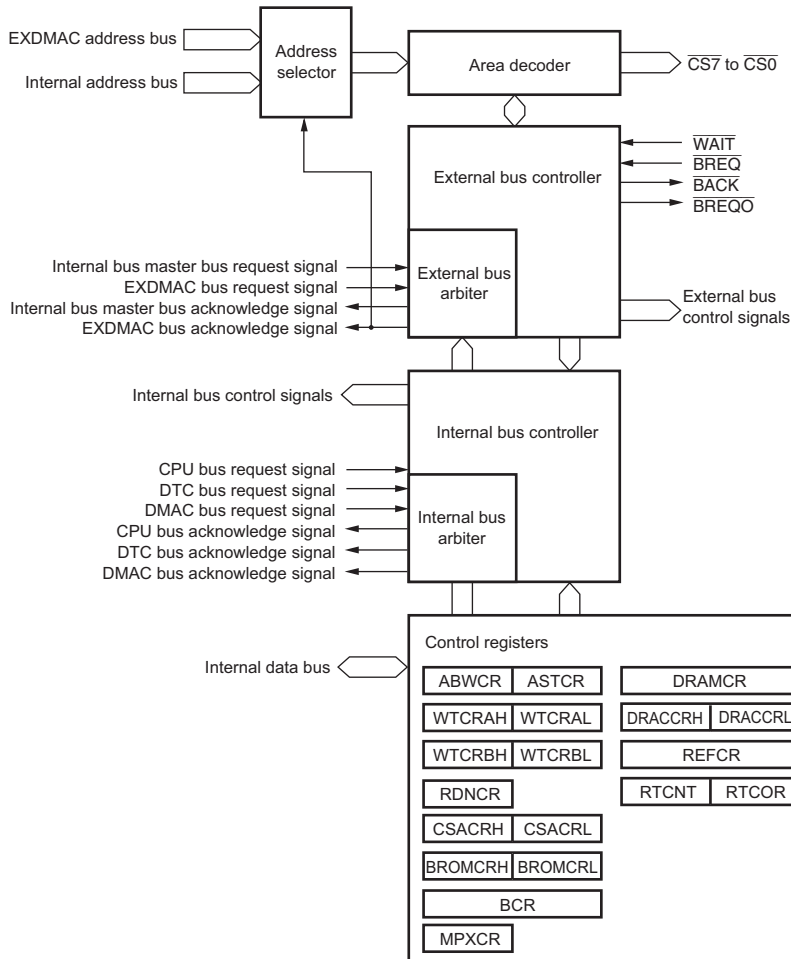 EXDMAC address bus
Internal address bus
Address
selector
Area decoder
CS7 to CS0
External bus controller
WAIT
BREQ
BACK
BREQO
Internal bus master bus request signal
EXDMAC bus request signal
Internal bus master bus acknowledge signal
EXDMAC bus acknowledge signal
External bus
arbiter
External bus
control signals
Internal bus control signals
Internal bus controller
CPU bus request signal
DTC bus request signal
DMAC bus request signal
CPU bus acknowledge signal
DTC bus acknowledge signal
DMAC bus acknowledge signal
Internal bus
arbiter
Internal data bus
Control registers
ABWCR ASTCR
WTCRAH WTCRAL
WTCRBH WTCRBL
RDNCR
CSACRH CSACRL
BROMCRH BROMCRL
BCR
MPXCR
DRAMCR
DRACCRH DRACCRL
REFCR
RTCNT RTCOR